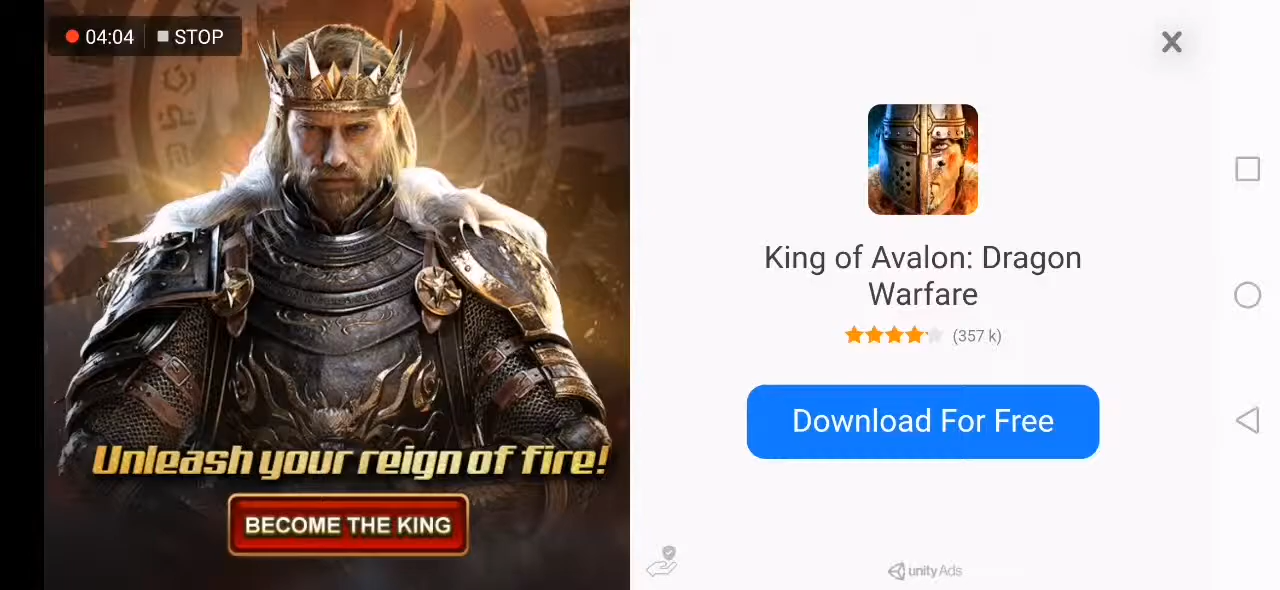 04:04 STOP
Unleash your reign of fire!
BECOME THE KING
King of Avalon: Dragon
Warfare
(357 k)
Download For Free
unity Ads